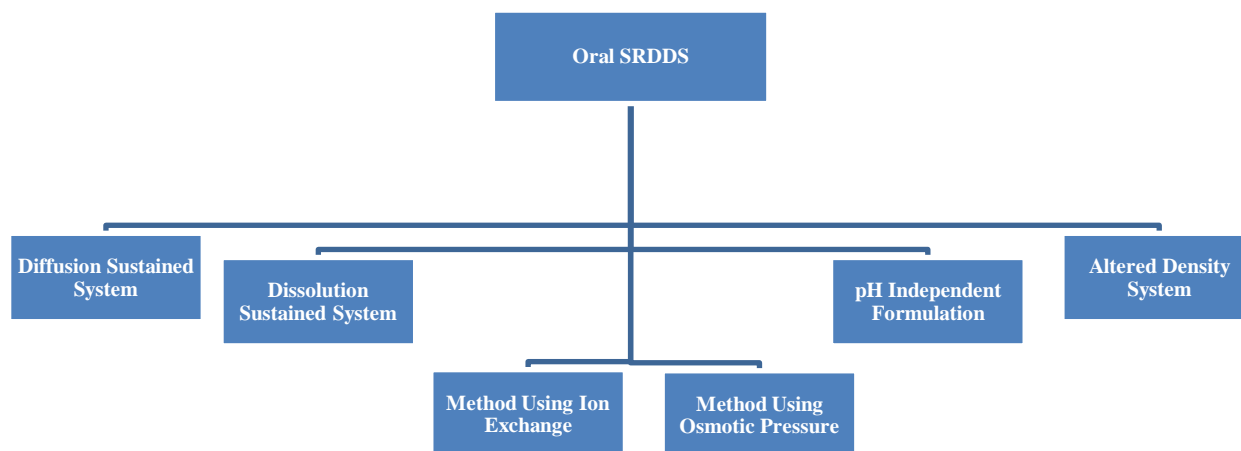 Oral SRDDS
Diffusion Sustained
System
Dissolution
Sustained System
pH Independent
Formulation
Altered Density
System
Method Using Ion
Exchange
Method Using
Osmotic Pressure